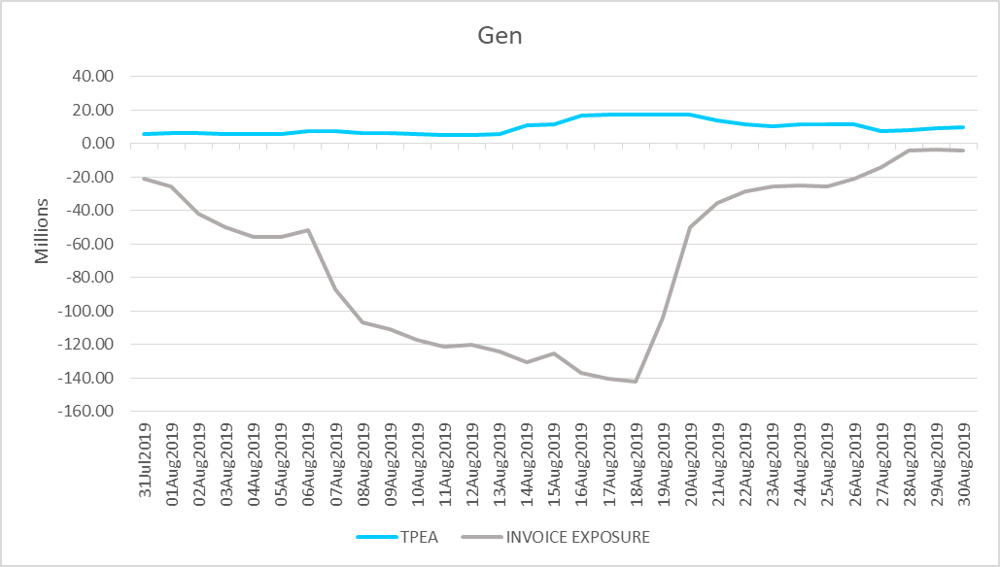 Gen
40.00
20.00
0.00
-20.00
-40.00
-60.00
-80.00
-100.00
-120.00
-140.00
-160.00
Millions
31Jul2019
01Aug2019
02Aug2019
03Aug2019
04Aug2019
05Aug2019
06Aug2019
07Aug2019
08Aug2019
09Aug2019
10Aug2019
11Aug2019
12Aug2019
13Aug2019
14Aug2019
15Aug2019
16Aug2019
17Aug2019
18Aug2019
19Aug2019
20Aug2019
21Aug2019
22Aug2019
23Aug2019
24Aug2019
25Aug2019
26Aug2019
27Aug2019
28Aug2019
29Aug2019
30Aug2019
TPEA
INVOICE EXPOSURE